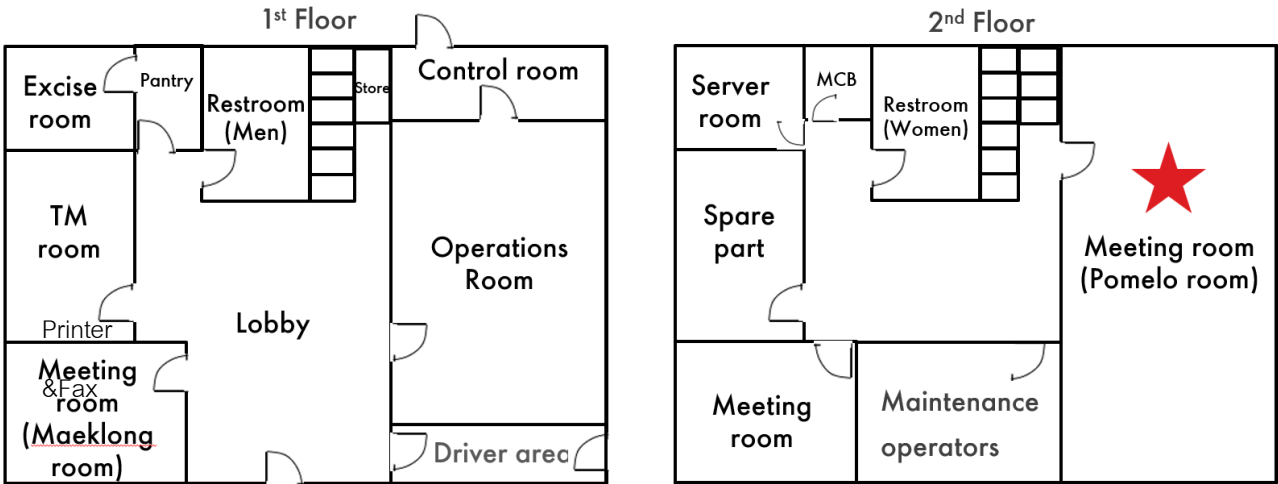 1st Floor
Excise
room
Pantry
Restroom
(Men)
Store
Control room
TM
room
Operations
Room
Lobby
Printer
&Fax
Meeting
room
(Maeklong
room)
Driver area
2nd Floor
Server
room
MCB
Restroom
(Women)
Spare
part
Meeting room
(Pomelo room)
Meeting
room
Maintenance
operators